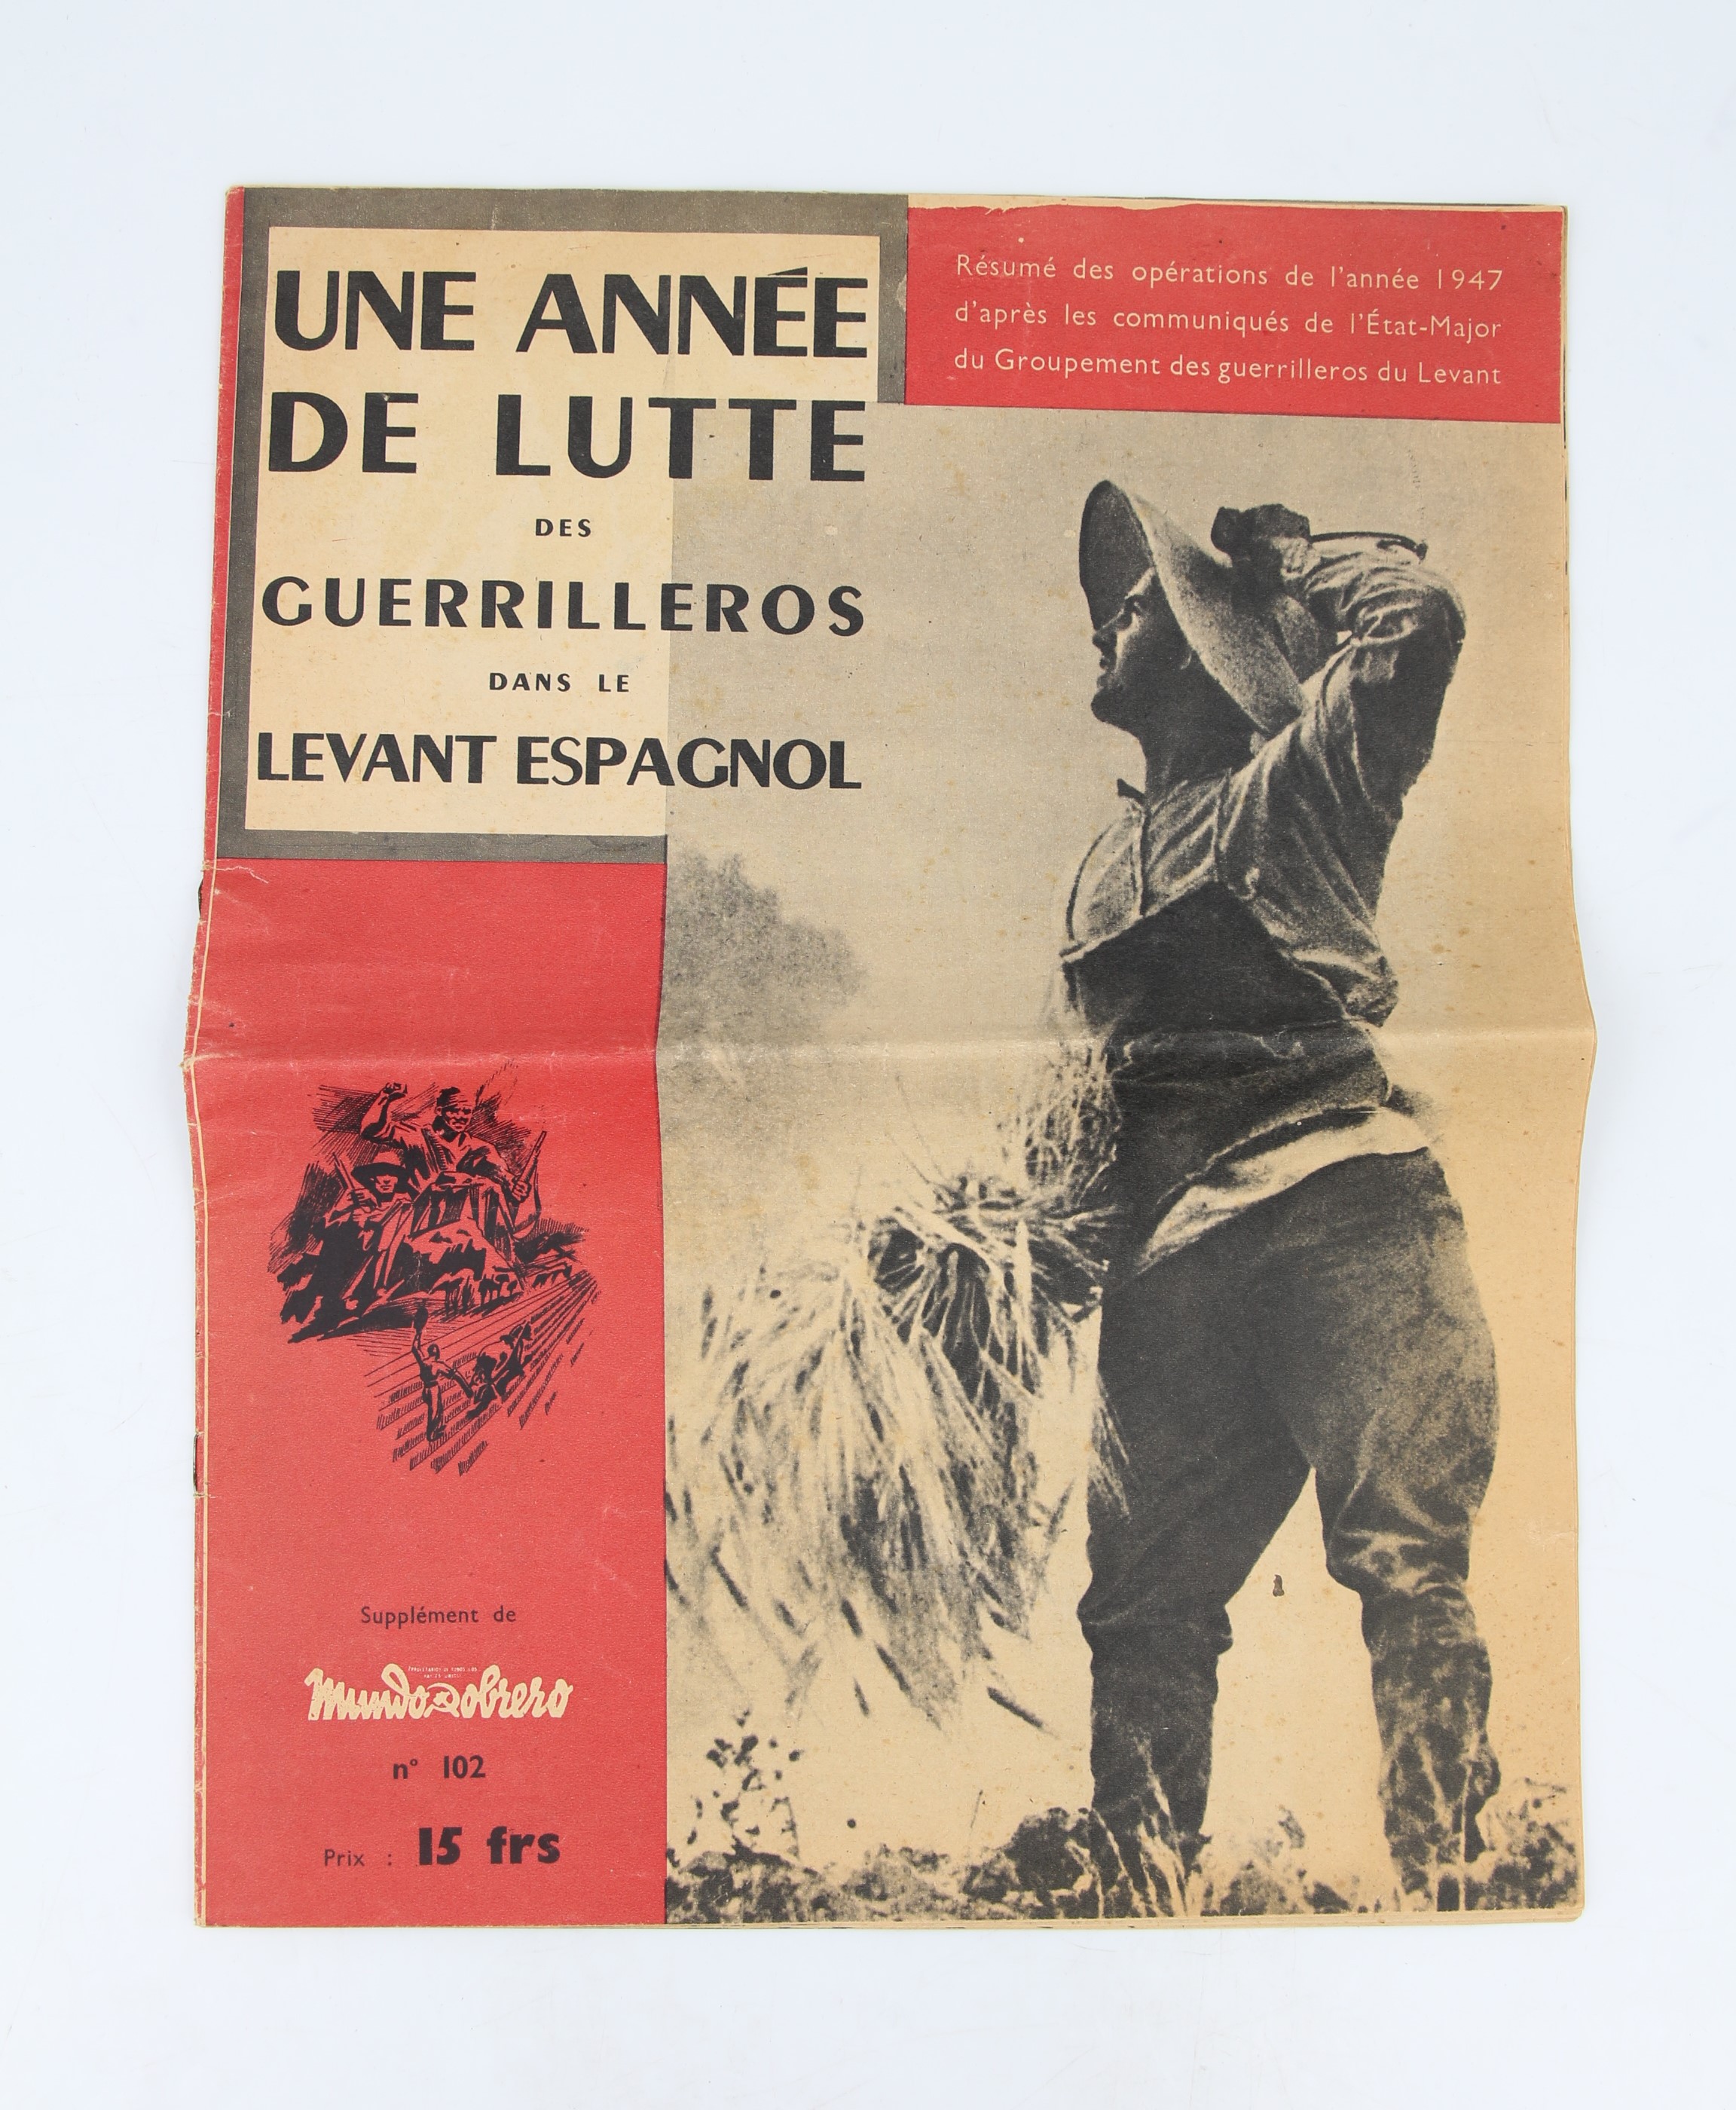 UNE ANNÉE
DE LUTTE
DES
GUERRILLEROS
DANS LE
LEVANT ESPAGNOL
Résumé des opérations de l'année 1947
d'après les communiqués de l'État-Major
du Groupement des guerrilleros du Levant
Supplément de
mundo obrero
n° 102
Prix : 15 frs